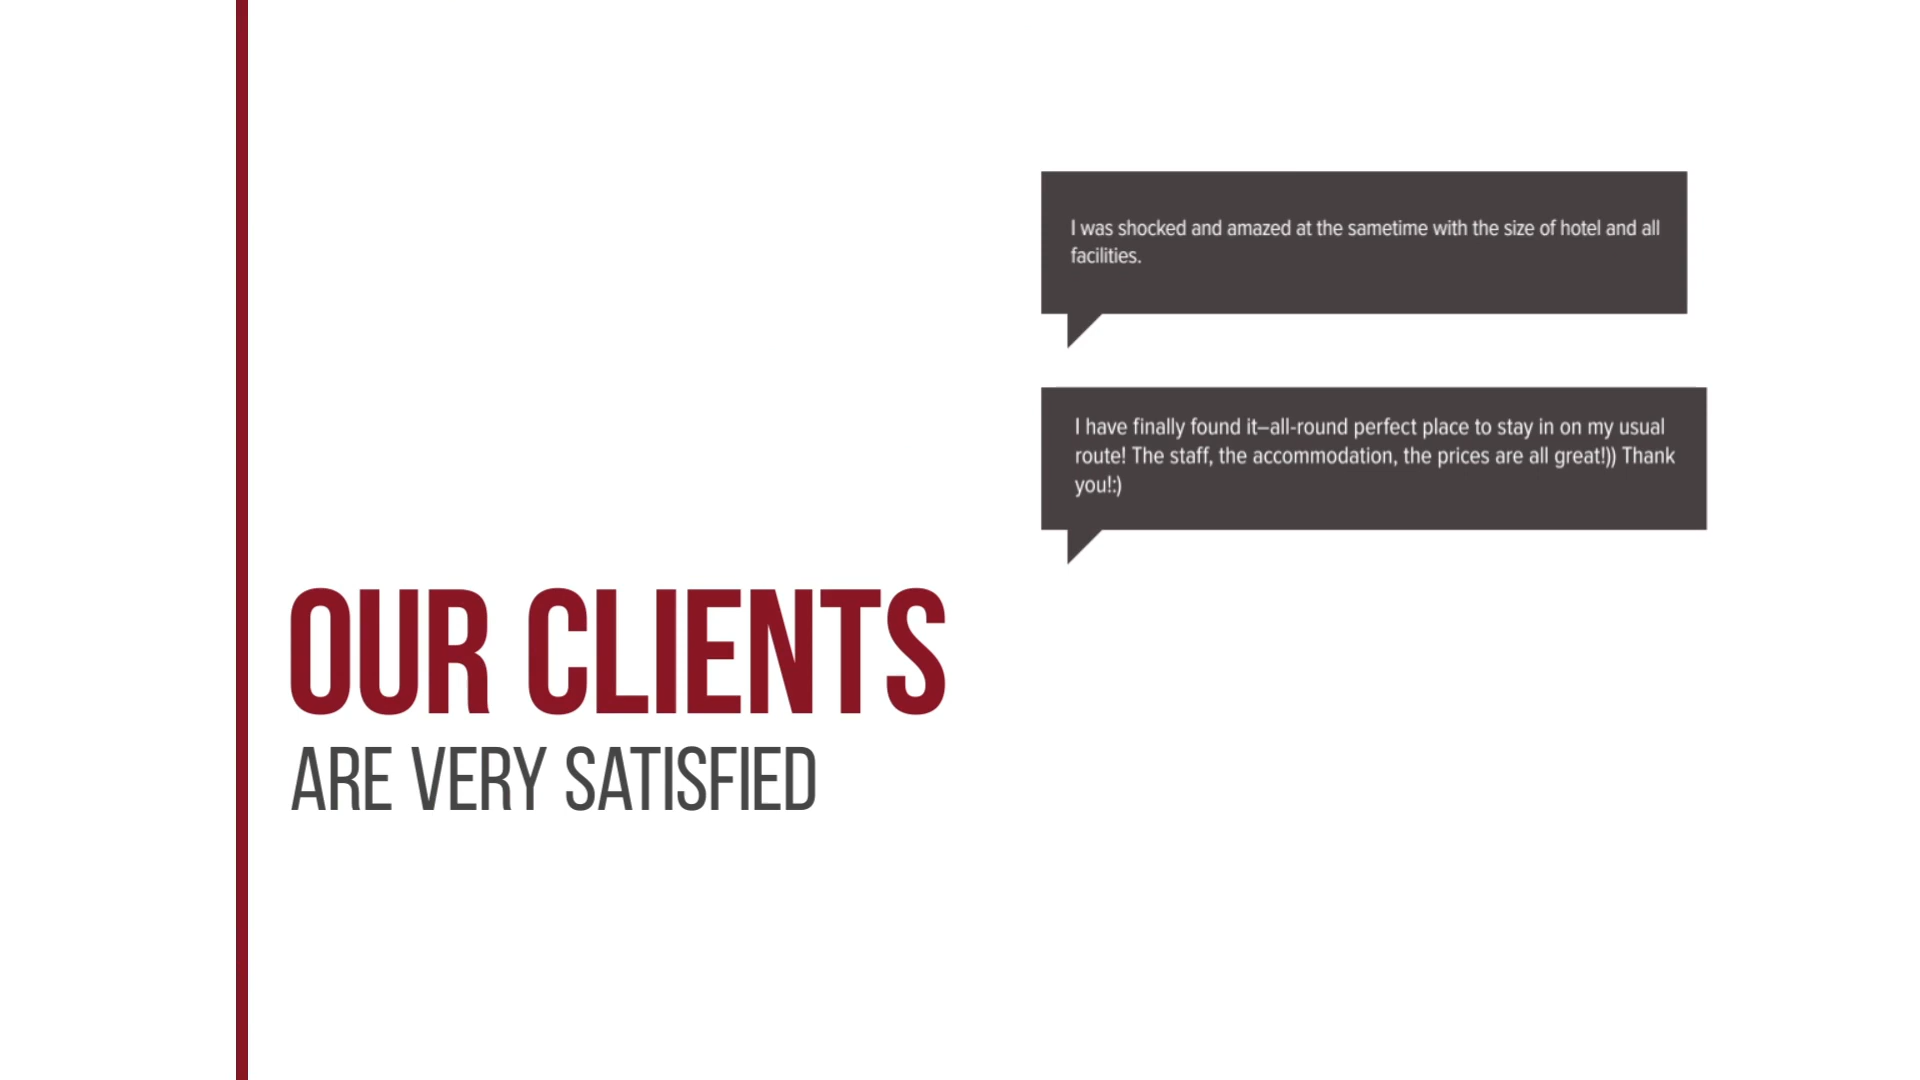 I was shocked and amazed at the sametime with the size of hotel and all
facilities.
I have finally found it–all-round perfect place to stay in on my usual
route! The staff, the accommodation, the prices are all great!)) Thank
you!:)
OUR CLIENTS
ARE VERY SATISFIED